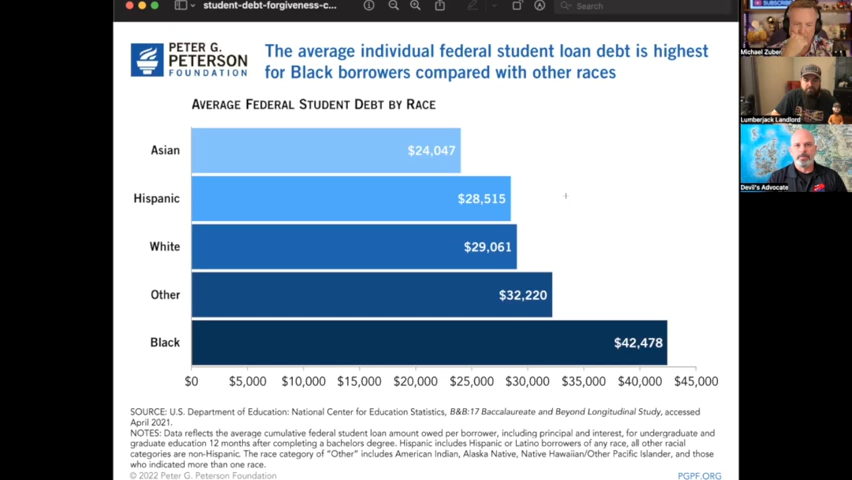 student-debt-forgiveness-c...
Search
SUBSCRIBE
PETER G.
PETERSON
FOUNDATION
The average individual federal student loan debt is highest
for Black borrowers compared with other races
AVERAGE FEDERAL STUDENT DEBT BY RACE
Asian $24,047
Hispanic $28,515
White $29,061
Other $32,220
Black $42,478
$0 $5,000 $10,000 $15,000 $20,000 $25,000 $30,000 $35,000 $40,000 $45,000
SOURCE: U.S. Department of Education: National Center for Education Statistics, B&B:17 Baccalaureate and Beyond Longitudinal Study, accessed
April 2021.
NOTES: Data reflects the average cumulative federal student loan amount owed per borrower, including principal and interest, for undergraduate and
graduate education 12 months after completing a bachelors degree. Hispanic includes Hispanic or Latino borrowers of any race, all other racial
categories are non-Hispanic. The race category of "Other" includes American Indian, Alaska Native, Native Hawaiian/Other Pacific Islander, and those
who indicated more than one race.
© 2022 Peter G. Peterson Foundation
PGPF.ORG
Michael Zuber
Lumberjack Landlord
Devil's Advocate